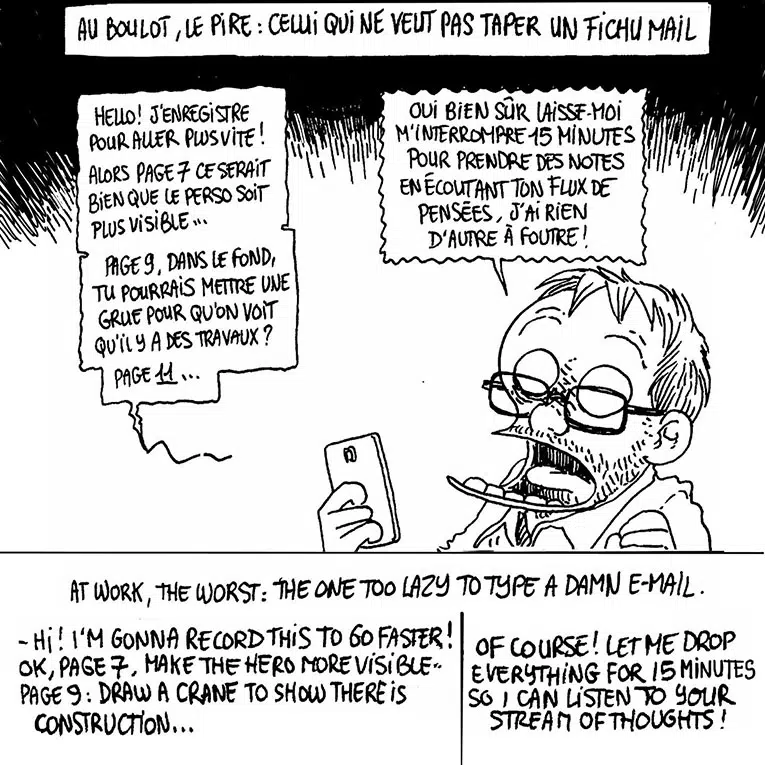 AU BOULOT, LE PIRE : CELUI QUI NE VEUT PAS TAPER UN FICHU MAIL
HELLO! J'ENREGISTRE
POUR ALLER PLUS VITE !
ALORS PAGE 7 CE SERAIT
BIEN QUE LE PERSO SOIT
PLUS VISIBLE...
PAGE 9, DANS LE FOND,
TU POURRAIS METTRE UNE
GRUE POUR QU'ON VOIT
QU'IL Y A DES TRAVAUX ?
PAGE 11...
OUI BIEN SÛR LAISSE-MOI
M'INTERROMPRE 15 MINUTES
POUR PRENDRE DES NOTES
EN ÉCOUTANT TON FLUX DE
PENSÉES, J'AI RIEN
D'AUTRE À FOUTRE !
AT WORK, THE WORST: THE ONE TOO LAZY TO TYPE A DAMN E-MAIL.
- HI! I'M GONNA RECORD THIS TO GO FASTER!
OK, PAGE 7, MAKE THE HERO MORE VISIBLE..
PAGE 9: DRAW A CRANE TO SHOW THERE IS
CONSTRUCTION...
OF COURSE! LET ME DROP
EVERYTHING FOR 15 MINUTES
SO I CAN LISTEN TO YOUR
STREAM OF THOUGHTS!